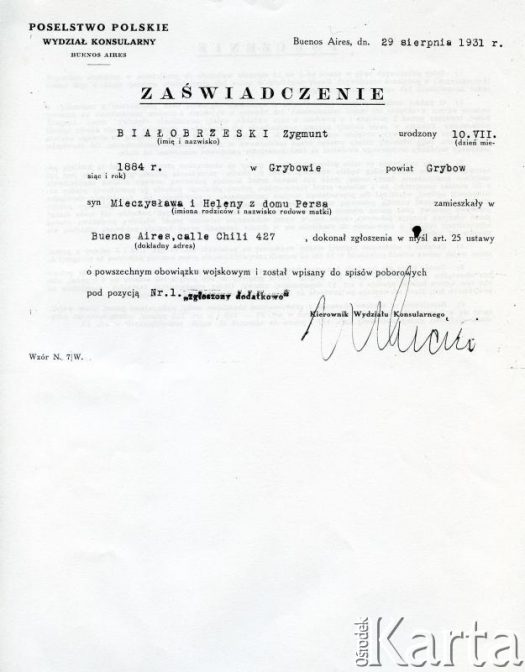 POSELSTWO POLSKIE
WYDZIAŁ KONSULARNY
BUENOS AIRES
Buenos Aires, dn. 29 sierpnia 1931 r.
ZAŚWIADCZENIE
BIAŁOBRZESKI Zygmunt urodzony 10.VII.
(imię i nazwisko) (dzień mie-
1884 r. w Grybowie powiat Grybow
siąc i rok)
syn Mieczysława i Heleny z domu Persa zamieszkały w
(imiona rodziców i nazwisko rodowe matki)
Buenos Aires,calle Chili 427 , dokonał zgłoszenia w myśl art. 25 ustawy
(dokładny adres)
o powszechnym obowiązku wojskowym i został wpisany do spisów poborowych
pod pozycją Nr.1. „zgłoszony dodatkowo"
Kierownik Wydziału Konsularnego,
Wzór N. 7/W.
ośrodek Karta